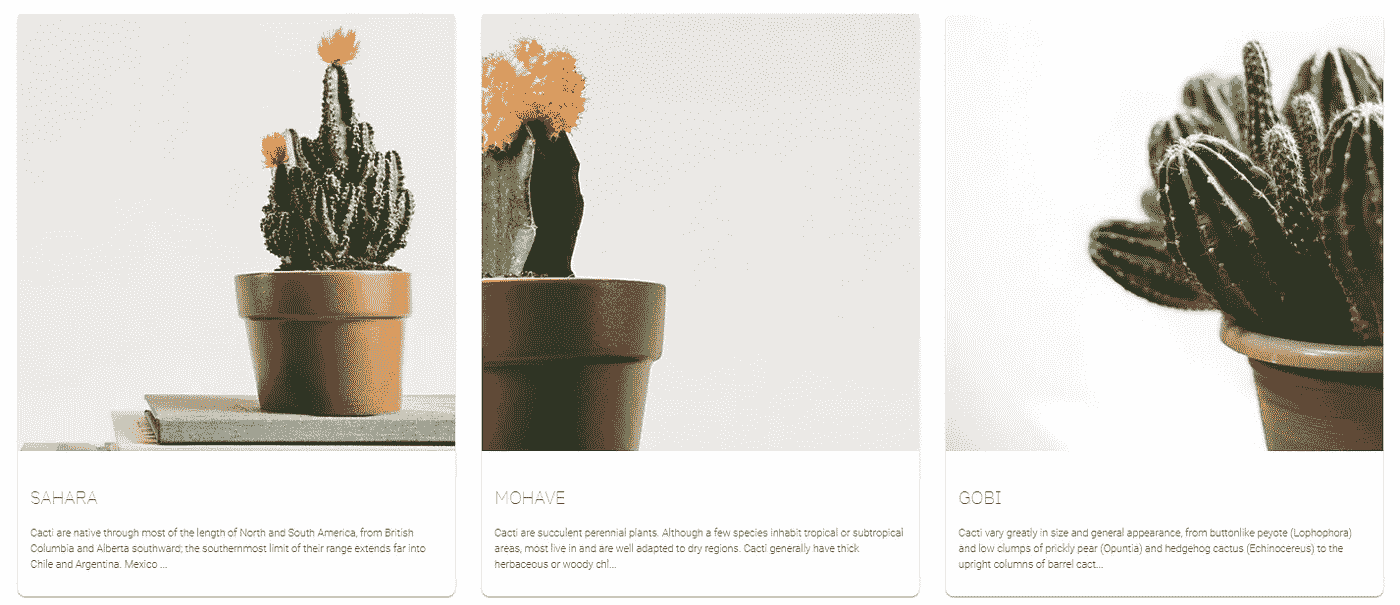 SAHARA
Cacti are native through most of the length of North and South America, from British
Columbia and Alberta southward; the southernmost limit of their range extends far into
Chile and Argentina. Mexico ...
MOHAVE
Cacti are succulent perennial plants. Although a few species inhabit tropical or subtropical
areas, most live in and are well adapted to dry regions. Cacti generally have thick
herbaceous or woody chl...
GOBI
Cacti vary greatly in size and general appearance, from buttonlike peyote (Lophophora)
and low clumps of prickly pear (Opuntia) and hedgehog cactus (Echinocereus) to the
upright columns of barrel cact...